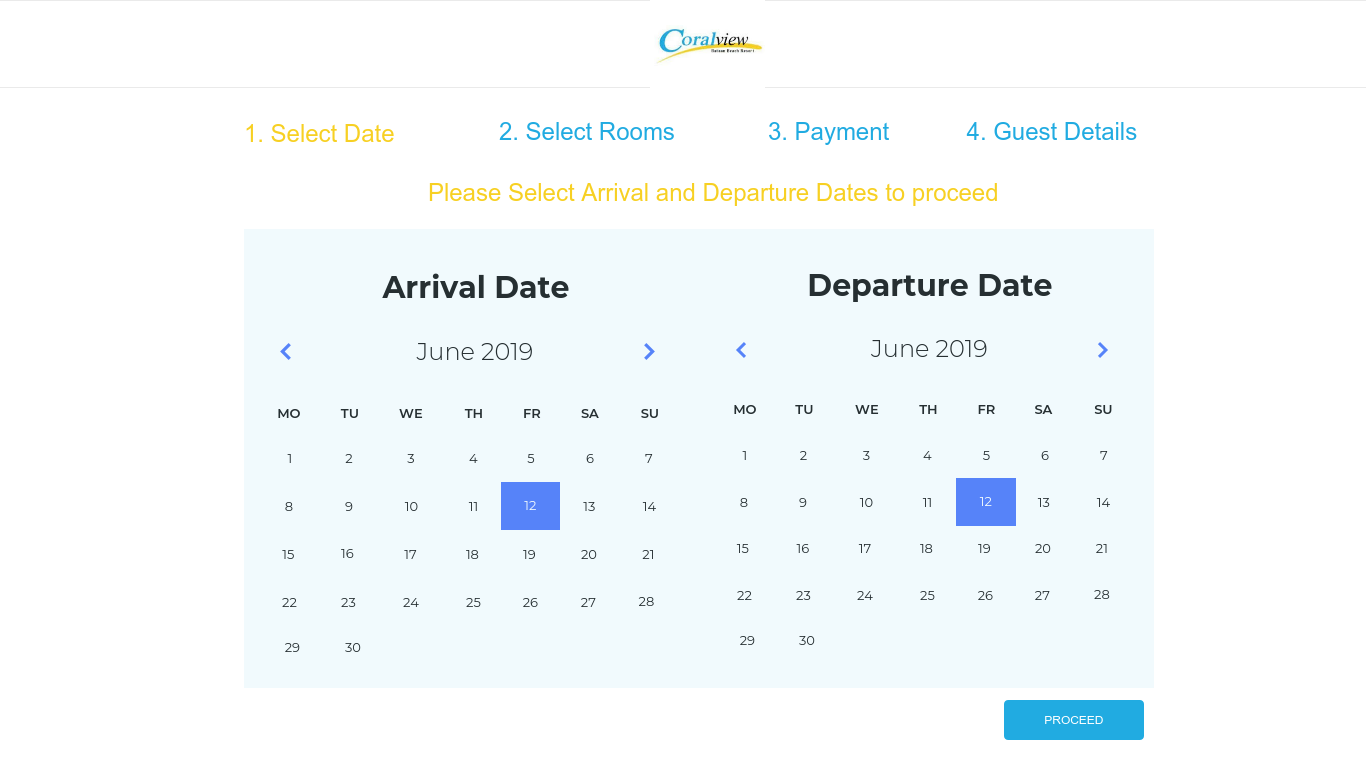 Coralview
1. Select Date
2. Select Rooms
3. Payment
4. Guest Details
Please Select Arrival and Departure Dates to proceed
Arrival Date
June 2019
MO TU WE TH FR SA SU
1 2 3 4 5 6 7
8 9 10 11 12 13 14
15 16 17 18 19 20 21
22 23 24 25 26 27 28
29 30
Departure Date
June 2019
MO TU WE TH FR SA SU
1 2 3 4 5 6 7
8 9 10 11 12 13 14
15 16 17 18 19 20 21
22 23 24 25 26 27 28
29 30
PROCEED